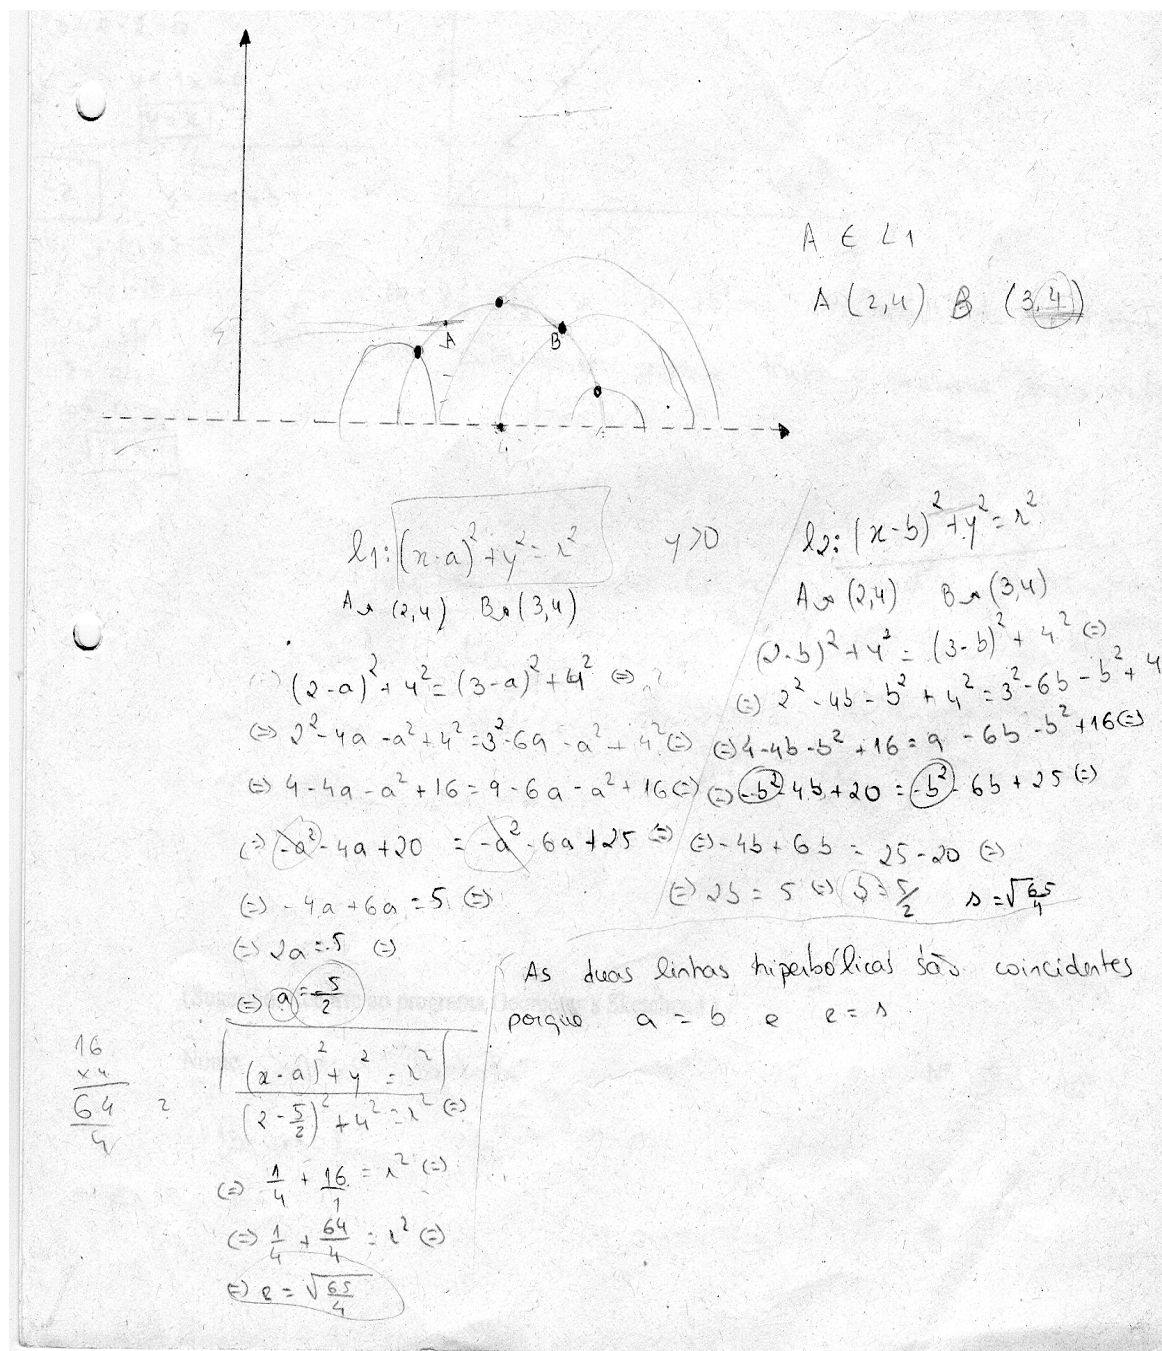 A ∈ L1
A (2,4) B (3,4)
A
B
l1: (x-a)² + y² = r² y>0
A → (2,4) B → (3,4)
(2-a)² + 4² = (3-a)² + 4² (=)
(=) 2² - 4a - a² + 4² = 3² - 6a - a² + 4² (=)
(=) 4 - 4a - a² + 16 = 9 - 6a - a² + 16 (=)
(=) -a² - 4a + 20 = -a² - 6a + 25 (=)
(=) -4a + 6a = 5 (=)
(=) 2a = 5 (=)
(=) a = 5/2
(x-a)² + y² = r²
(2 - 5/2)² + 4² = r² (=)
(=) 1/4 + 16/1 = r² (=)
(=) 1/4 + 64/4 = r² (=)
(=) r = √65/4
16
x 4
64
4
?
l2: (x-b)² + y² = r²
A → (2,4) B → (3,4)
(2-b)² + 4² = (3-b)² + 4² (=)
(=) 2² - 4b - b² + 4² = 3² - 6b - b² + 4
(=) 4 - 4b - b² + 16 = 9 - 6b - b² + 16 (=)
(=) -b² - 4b + 20 = -b² - 6b + 25 (=)
(=) -4b + 6b = 25 - 20 (=)
(=) 2b = 5 (=) b = 5/2 s = √65/4
As duas linhas hiperbólicas são coincidentes
porque a = b e r = s